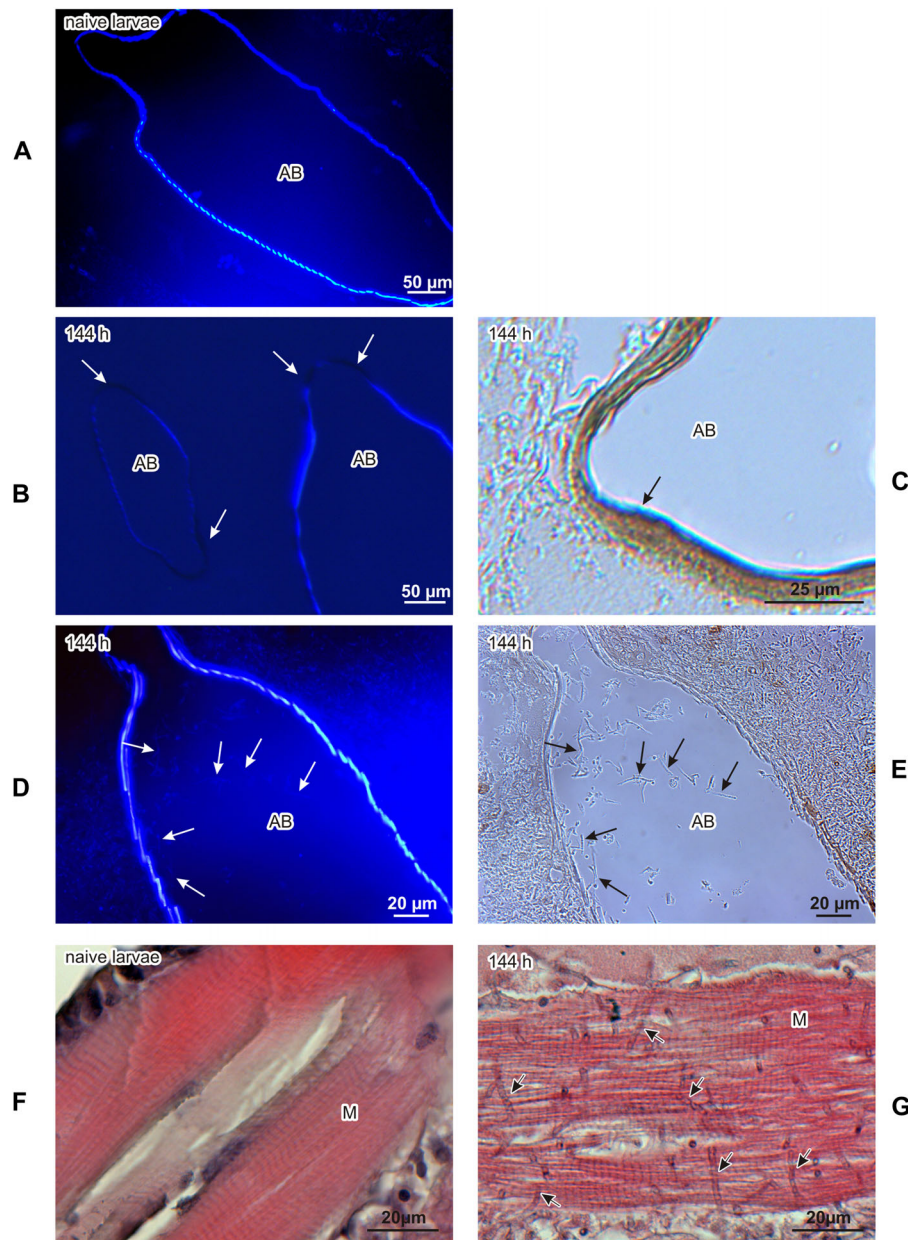 naive larvae
A
AB
50 µm
144 h
B
AB
AB
50 µm
144 h
AB
C
25 µm
144 h
D
AB
20 µm
144 h
E
AB
20 µm
naive larvae
F
M
20µm
144 h
M
G
20µm